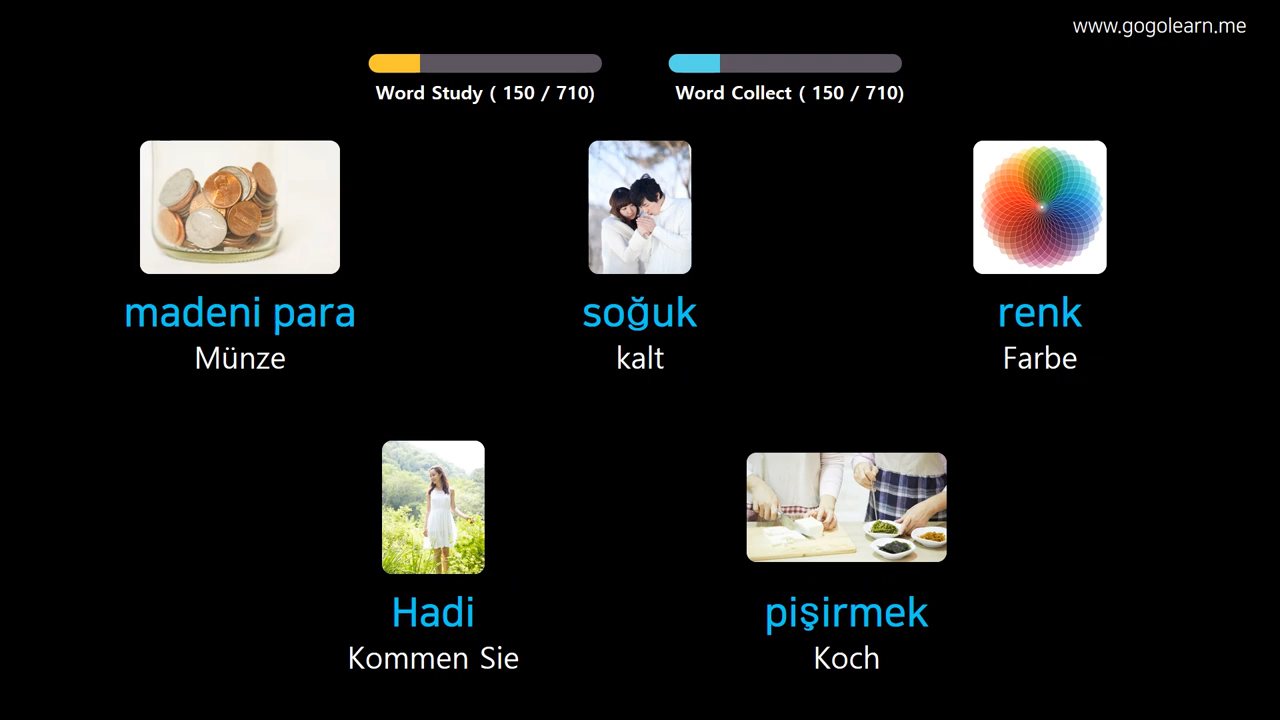 www.gogolearn.me
Word Study ( 150 / 710)
Word Collect ( 150 / 710)
madeni para
Münze
soğuk
kalt
renk
Farbe
Hadi
Kommen Sie
pişirmek
Koch